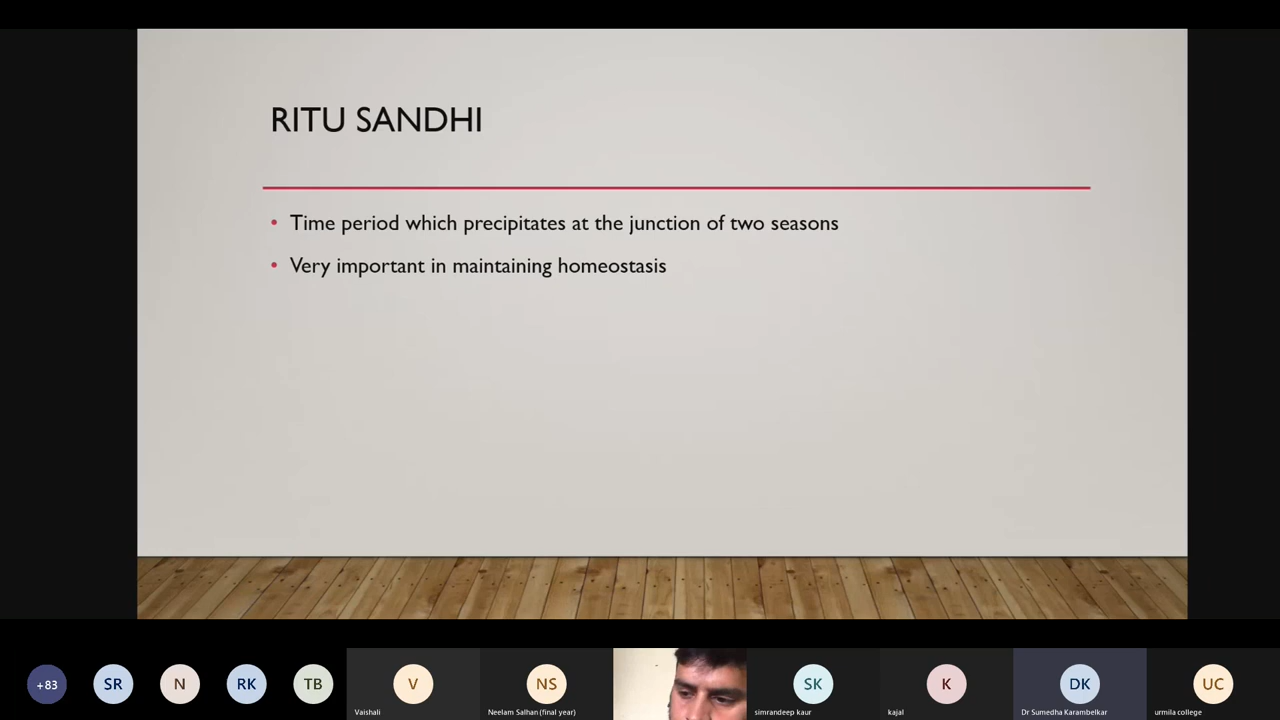 RITU SANDHI
• Time period which precipitates at the junction of two seasons
• Very important in maintaining homeostasis
+83
SR
N
RK
TB
V
NS
SK
K
DK
UC
Vaishali
Neelam Salhan (final year)
simrandeep kaur
kajal
Dr Sumedha Karambelkar
urmila college